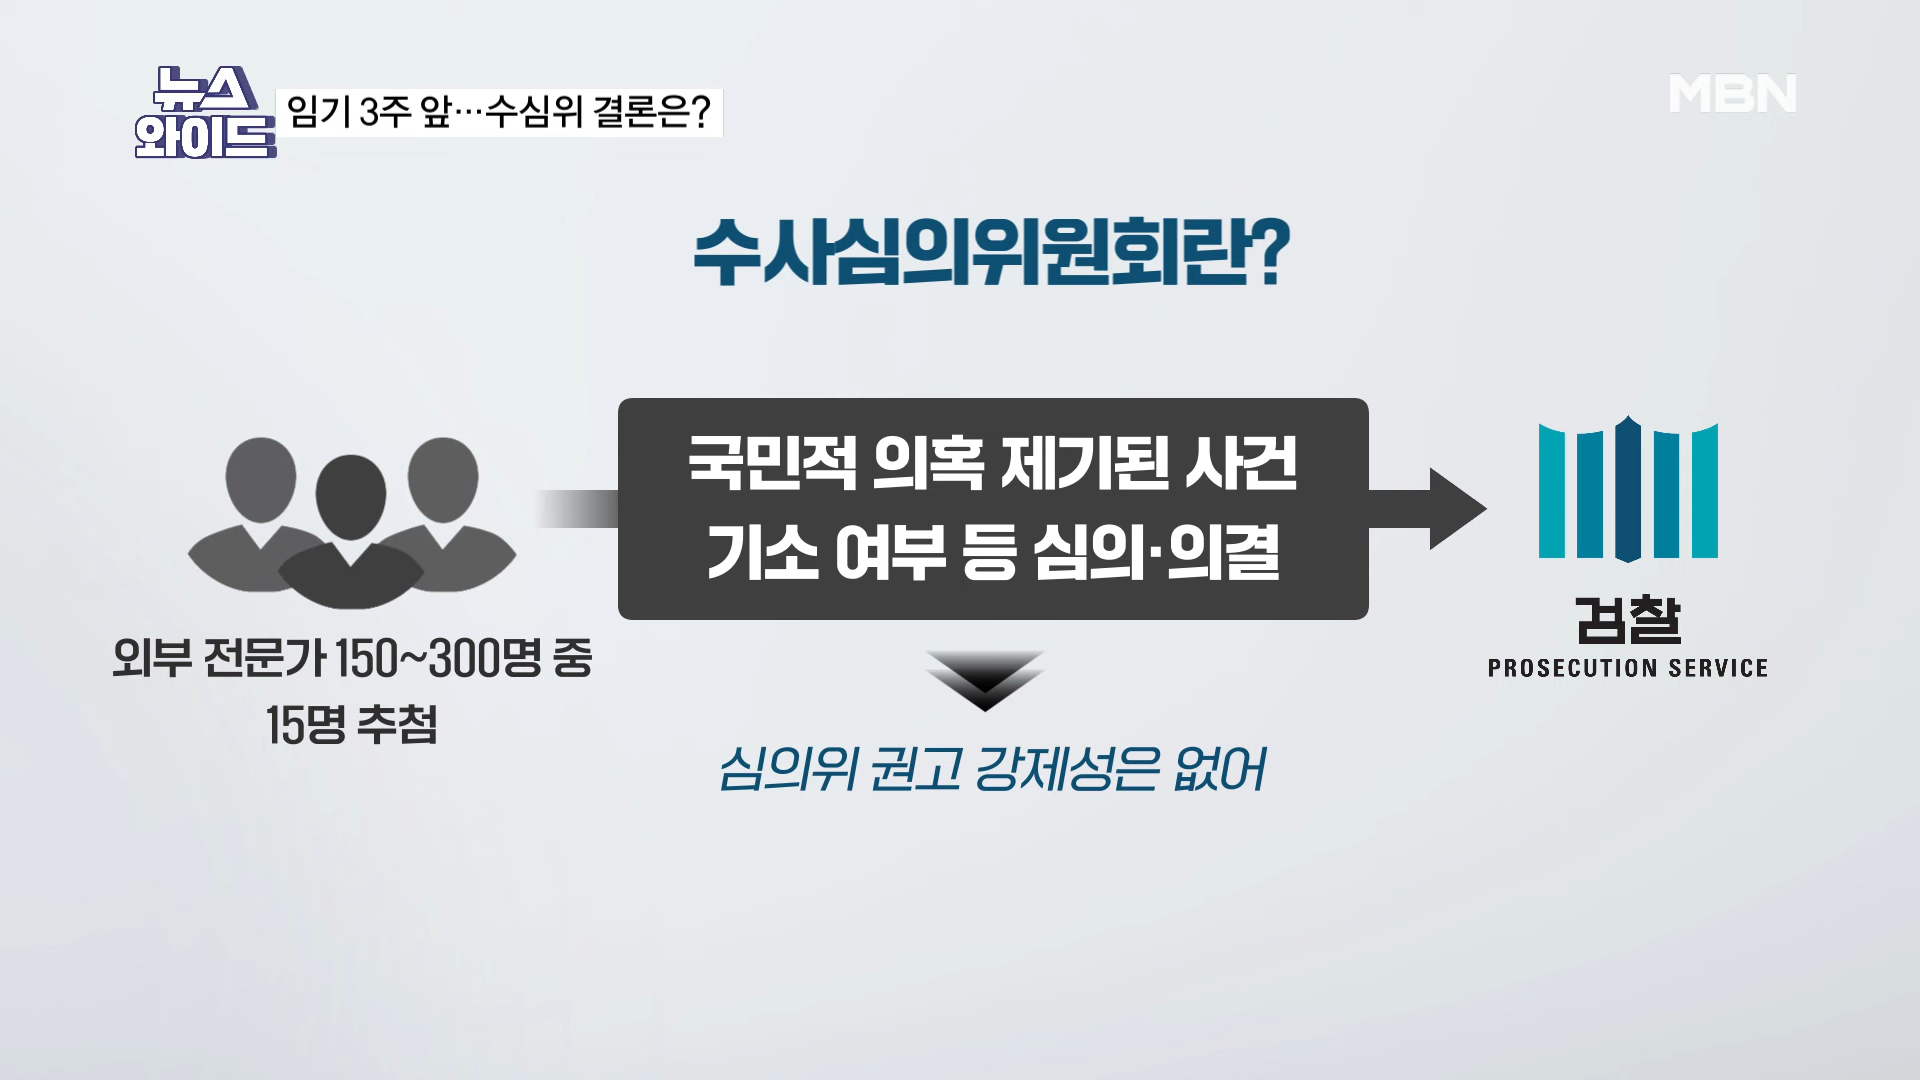 뉴스
와이드
임기 3주 앞…수심위 결론은?
MBN
수사심의위원회란?
국민적 의혹 제기된 사건
기소 여부 등 심의·의결
외부 전문가 150~300명 중
15명 추첨
검찰
PROSECUTION SERVICE
심의위 권고 강제성은 없어